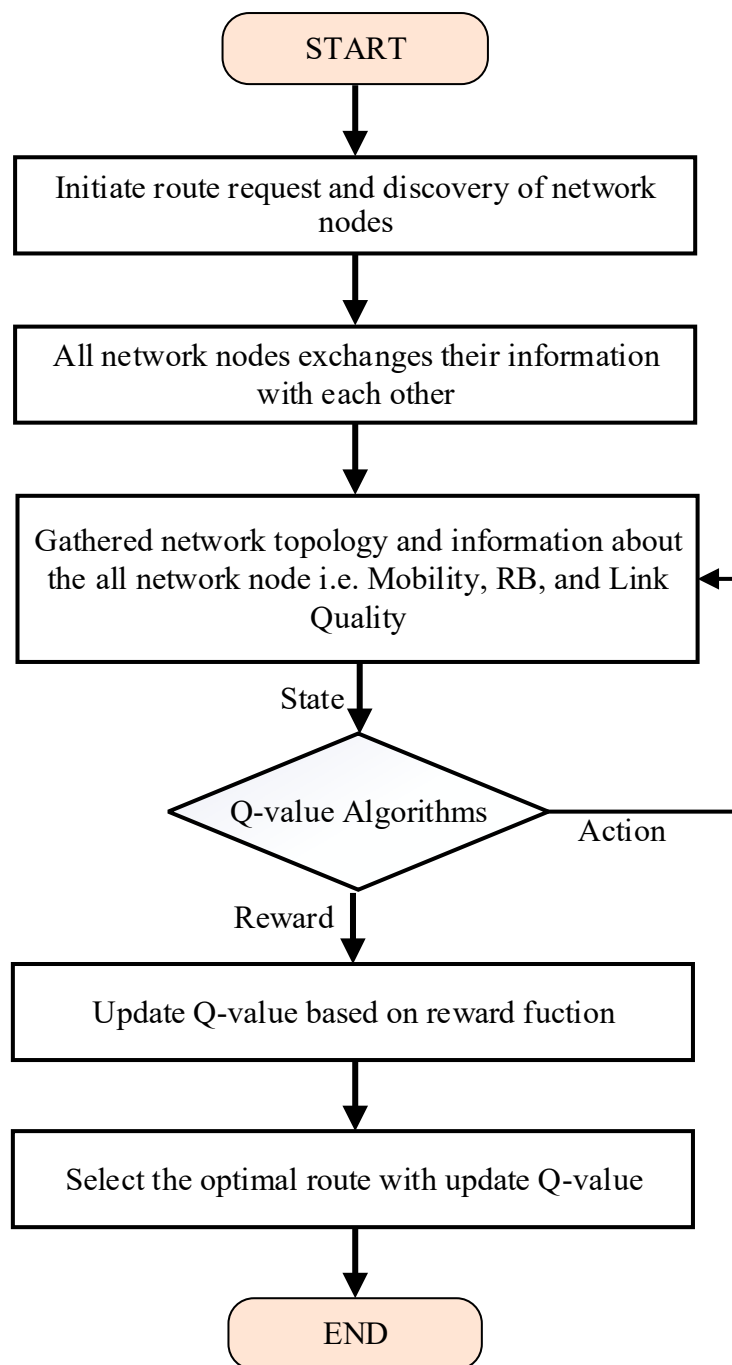 START
Initiate route request and discovery of network
nodes
All network nodes exchanges their information
with each other
Gathered network topology and information about
the all network node i.e. Mobility, RB, and Link
Quality
State
Q-value Algorithms
Action
Reward
Update Q-value based on reward fuction
Select the optimal route with update Q-value
END